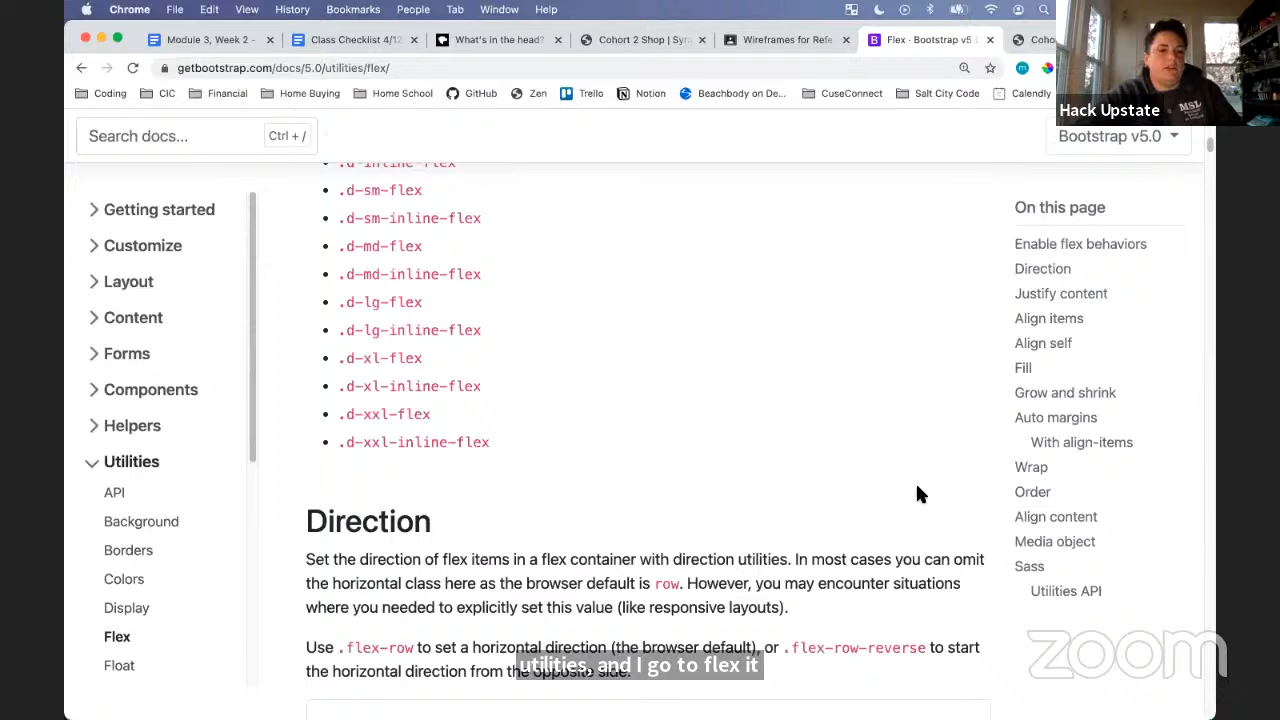 Chrome File Edit View History Bookmarks People Tab Window Help
Module 3, Week 2 -
Class Checklist 4/12
What's in the head?
Cohort 2 Shop | Syra
Wireframes for Refe
Flex · Bootstrap v5
Coho
getbootstrap.com/docs/5.0/utilities/flex/
Coding CIC Financial Home Buying Home School GitHub Zen Trello Notion Beachbody on De... CuseConnect Salt City Code Calendly
Hack Upstate
MSL
Search docs...
Ctrl + /
Bootstrap v5.0
Getting started
Customize
Layout
Content
Forms
Components
Helpers
Utilities
API
Background
Borders
Colors
Display
Flex
Float
.d-inline-flex
.d-sm-flex
.d-sm-inline-flex
.d-md-flex
.d-md-inline-flex
.d-lg-flex
.d-lg-inline-flex
.d-xl-flex
.d-xl-inline-flex
.d-xxl-flex
.d-xxl-inline-flex
Direction
Set the direction of flex items in a flex container with direction utilities. In most cases you can omit
the horizontal class here as the browser default is row. However, you may encounter situations
where you needed to explicitly set this value (like responsive layouts).
Use .flex-row to set a horizontal direction (the browser default), or .flex-row-reverse to start
the horizontal direction from the opposite side.
utilities, and I go to flex it
On this page
Enable flex behaviors
Direction
Justify content
Align items
Align self
Fill
Grow and shrink
Auto margins
With align-items
Wrap
Order
Align content
Media object
Sass
Utilities API
zoom